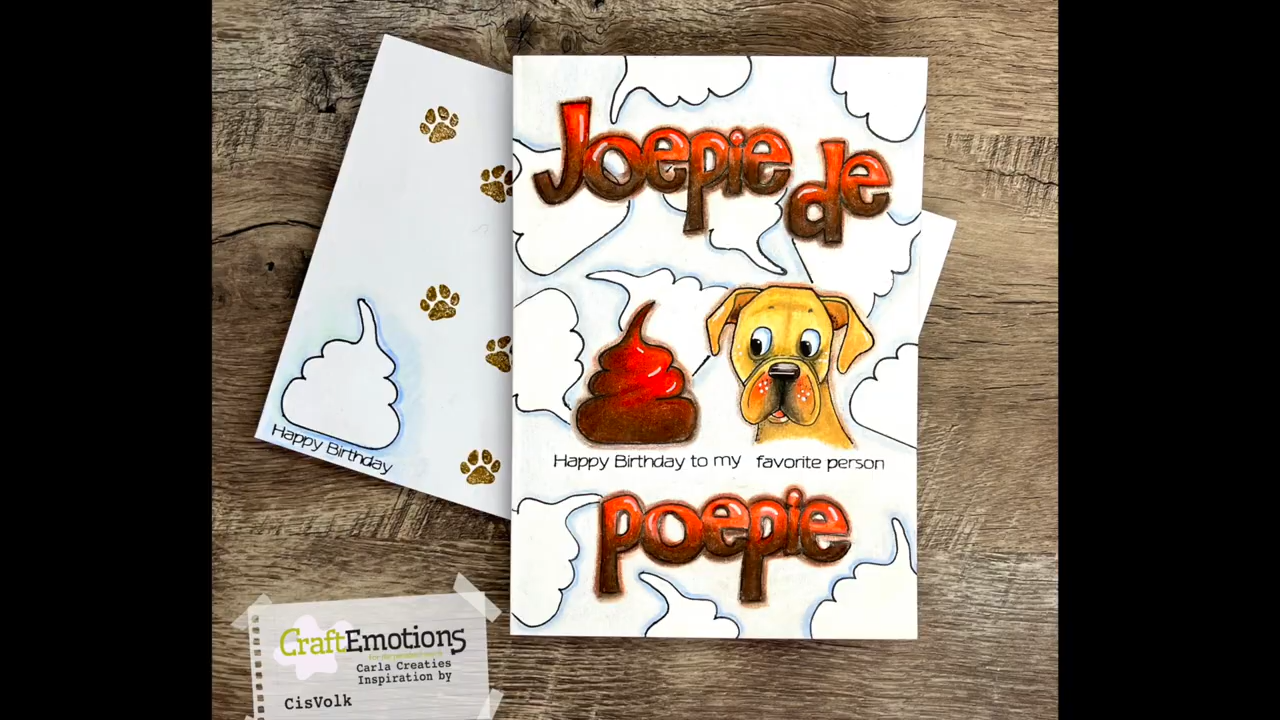 Joepie de
Happy Birthday to my favorite person
poepie
Happy Birthday
CraftEmotions
Carla Creaties
Inspiration by
CisVolk